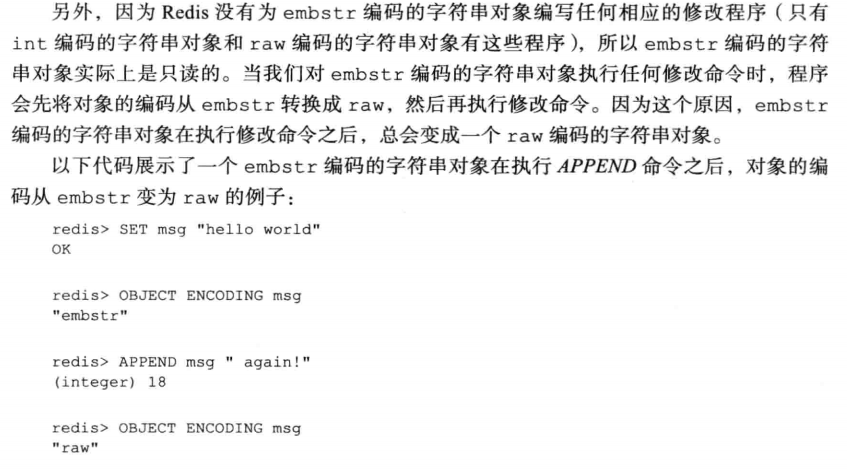 另外，因为 Redis 没有为 embstr 编码的字符串对象编写任何相应的修改程序（只有
int 编码的字符串对象和 raw 编码的字符串对象有这些程序），所以 embstr 编码的字符
串对象实际上是只读的。当我们对 embstr 编码的字符串对象执行任何修改命令时，程序
会先将对象的编码从 embstr 转换成 raw，然后再执行修改命令。因为这个原因，embstr
编码的字符串对象在执行修改命令之后，总会变成一个 raw 编码的字符串对象。
以下代码展示了一个 embstr 编码的字符串对象在执行 APPEND 命令之后，对象的编
码从 embstr 变为 raw 的例子：
redis> SET msg "hello world"
OK
redis> OBJECT ENCODING msg
"embstr"
redis> APPEND msg " again!"
(integer) 18
redis> OBJECT ENCODING msg
"raw"